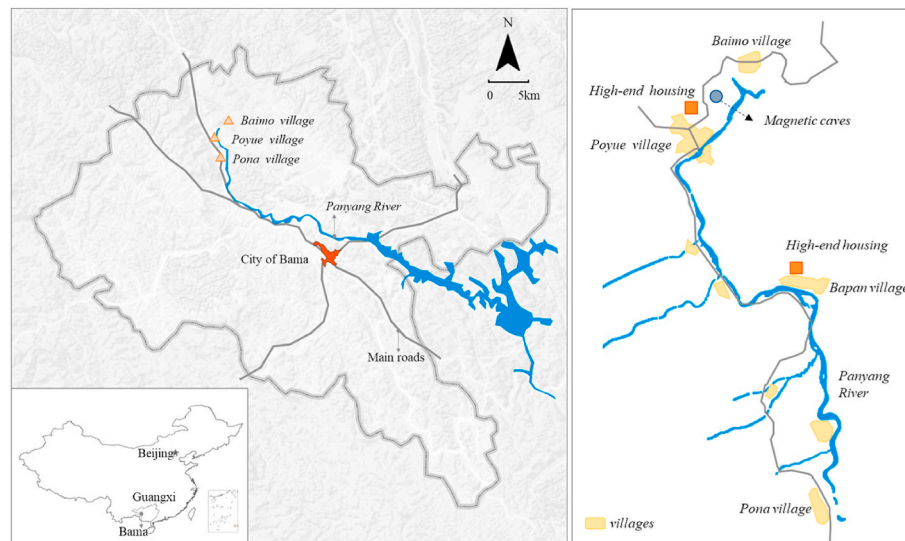 N
0 5km
Baimo village
Poyue village
Pona village
Panyang River
City of Bama
Main roads
Beijing
Guangxi
Bama
Baimo village
High-end housing
Magnetic caves
Poyue village
High-end housing
Bapan village
Panyang
River
Pona village
villages